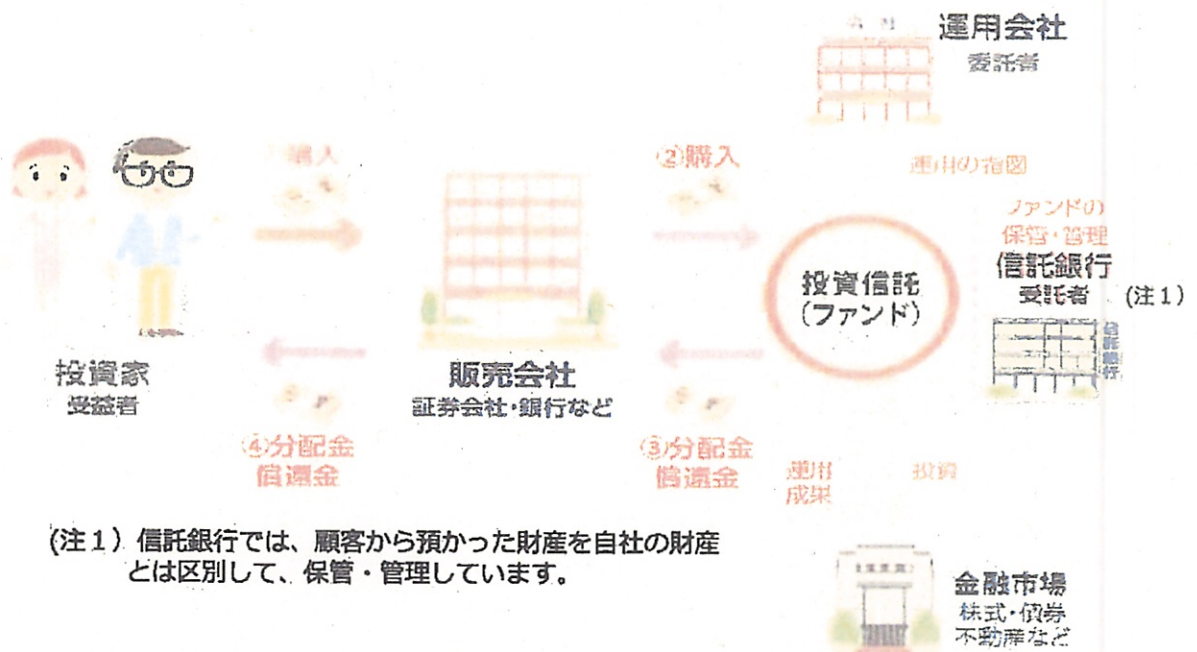 運用会社
委託者
購入
②購入
運用の指図
ファンドの
保管・管理
信託銀行
受託者 (注1)
投資信託
(ファンド)
信託銀行
投資家
受益者
販売会社
証券会社・銀行など
④分配金
償還金
③分配金
償還金
運用
成果
投資
(注1) 信託銀行では、顧客から預かった財産を自社の財産
とは区別して、保管・管理しています。
金融市場
株式・債券
不動産など